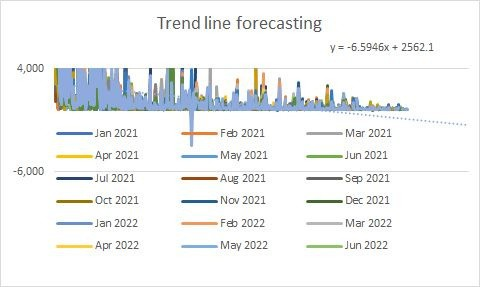 Trend line forecasting
y = -6.5946x + 2562.1
4,000
-6,000
Jan 2021 Feb 2021 Mar 2021
Apr 2021 May 2021 Jun 2021
Jul 2021 Aug 2021 Sep 2021
Oct 2021 Nov 2021 Dec 2021
Jan 2022 Feb 2022 Mar 2022
Apr 2022 May 2022 Jun 2022